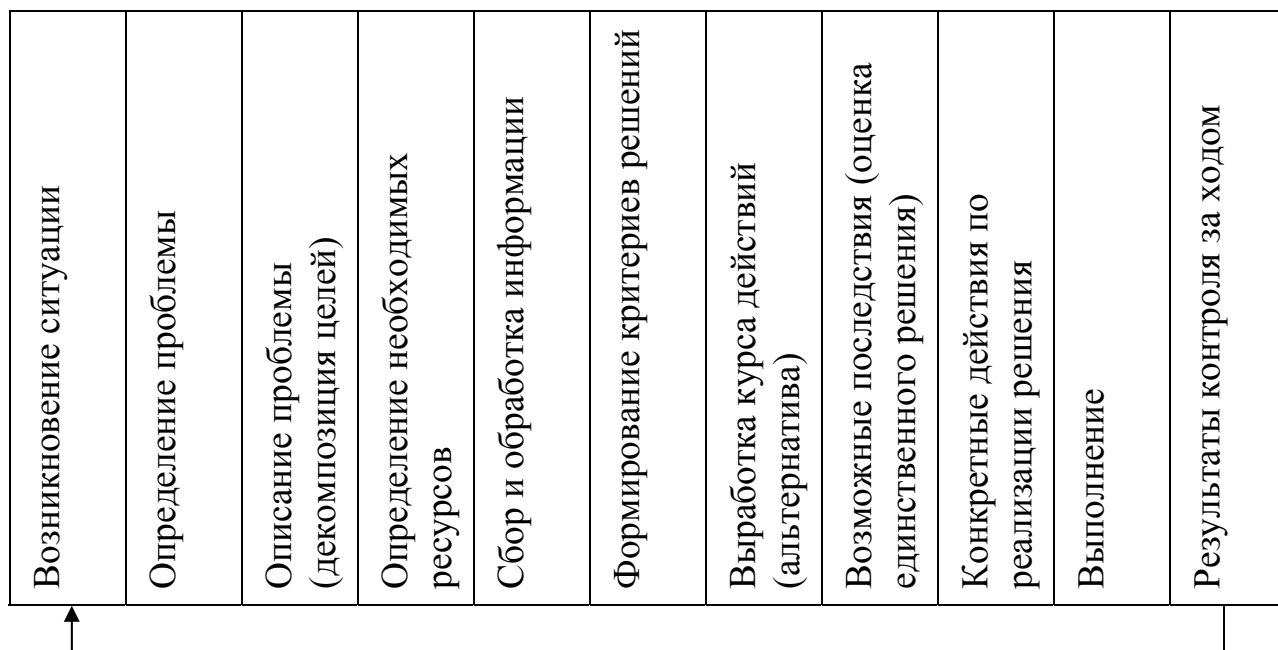 Возникновение ситуации
Определение проблемы
Описание проблемы
(декомпозиция целей)
Определение необходимых
ресурсов
Сбор и обработка информации
Формирование критериев решений
Выработка курса действий
(альтернатива)
Возможные последствия (оценка
единственного решения)
Конкретные действия по
реализации решения
Выполнение
Результаты контроля за ходом